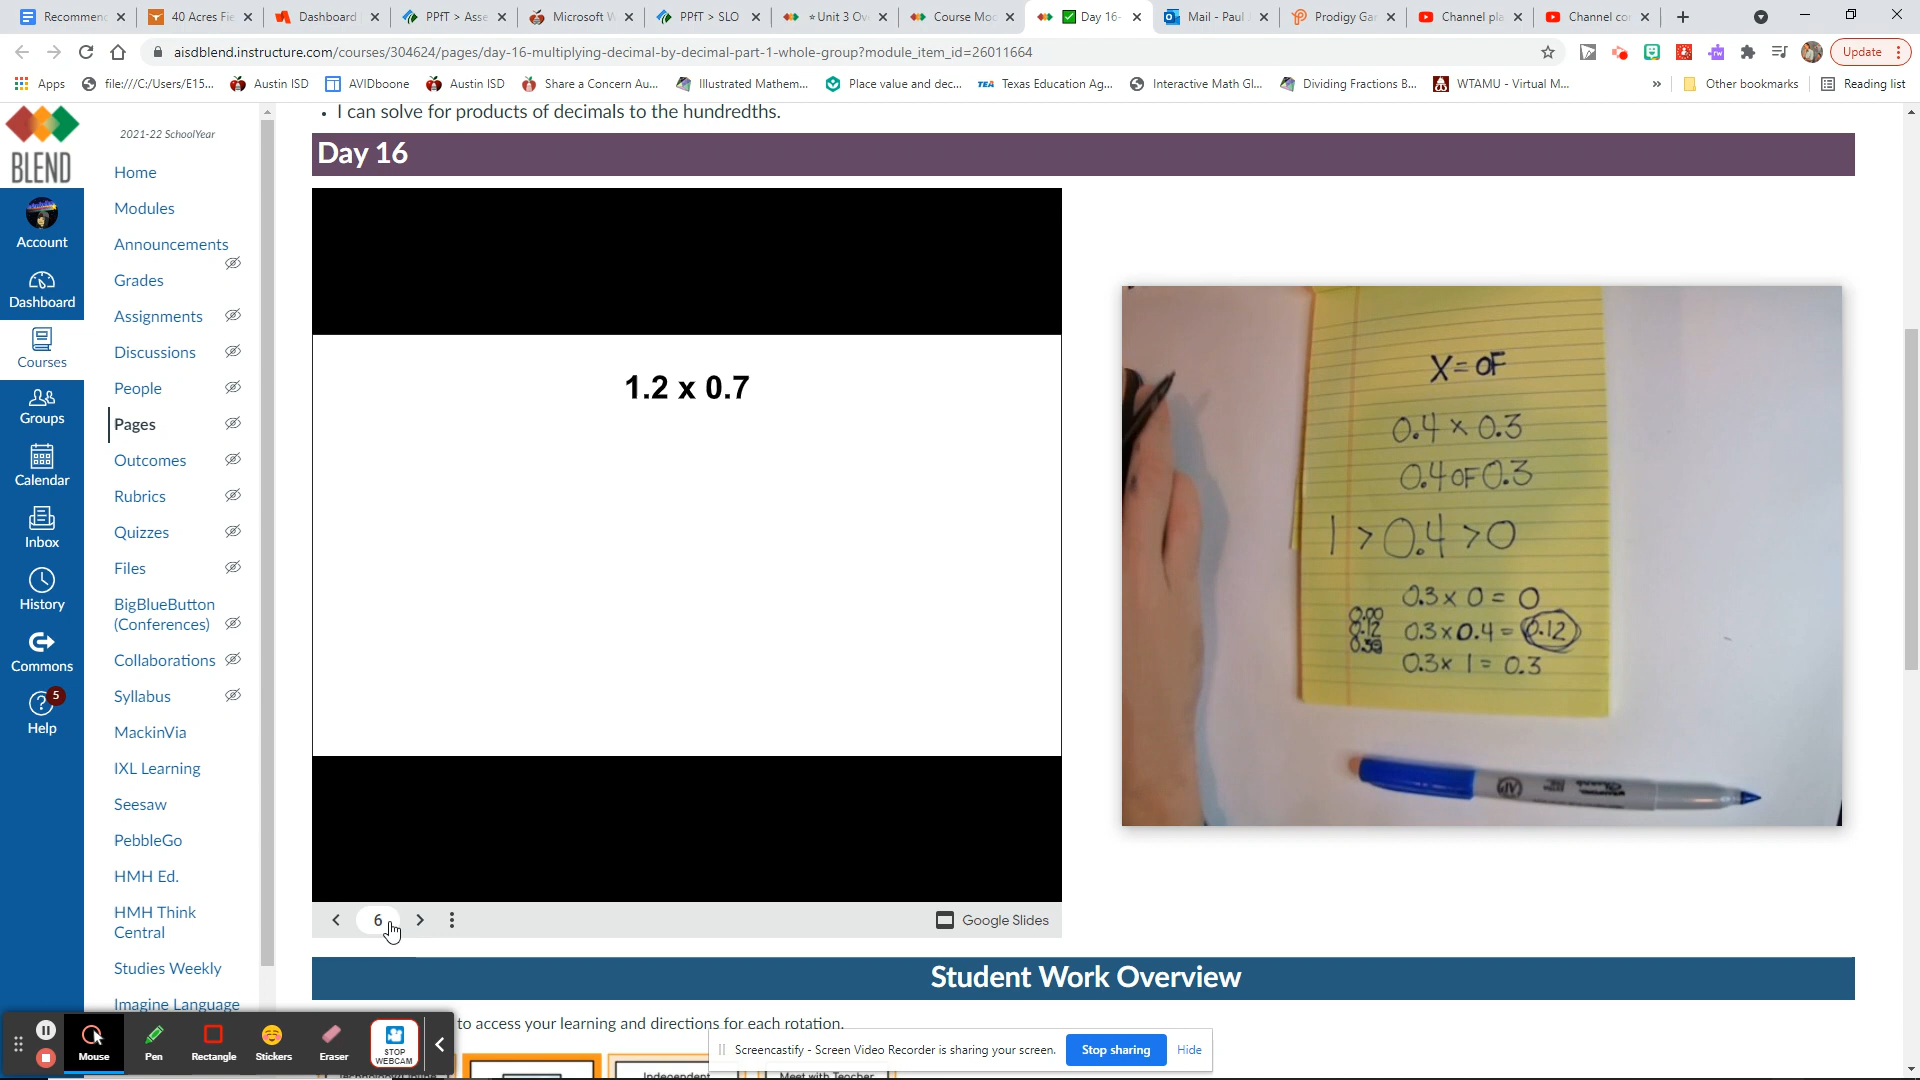 Recommen
40 Acres Fie
Dashboard
PPfT > Asse
Microsoft W
PPfT > SLO
*Unit 3 Ov
Course Mod
Day 16-
Mail - Paul
Prodigy Gar
Channel pla
Channel co
aisdblend.instructure.com/courses/304624/pages/day-16-multiplying-decimal-by-decimal-part-1-whole-group?module_item_id=26011664
Update
Apps
file:///C:/Users/E15...
Austin ISD
AVIDboone
Austin ISD
Share a Concern Au...
Illustrated Mathem...
Place value and dec...
TEA Texas Education Ag...
Interactive Math Gl...
Dividing Fractions B...
WTAMU - Virtual M...
»
Other bookmarks
Reading list
BLEND
Account
Dashboard
Courses
Groups
Calendar
Inbox
History
Commons
5
Help
2021-22 SchoolYear
Home
Modules
Announcements
Grades
Assignments
Discussions
People
Pages
Outcomes
Rubrics
Quizzes
Files
BigBlueButton
(Conferences)
Collaborations
Syllabus
MackinVia
IXL Learning
Seesaw
PebbleGo
HMH Ed.
HMH Think
Central
Studies Weekly
Imagine Language
• I can solve for products of decimals to the hundredths.
Day 16
1.2 x 0.7
6
Google Slides
X = OF
0.4 x 0.3
0.4 OF 0.3
1 > 0.4 > 0
0.3 x 0 = 0
0.00
0.3 x 0.4 = 0.12
0.12
0.3 x 1 = 0.3
Student Work Overview
to access your learning and directions for each rotation.
Independent
Meet with Teacher
Mouse
Pen
Rectangle
Stickers
Eraser
STOP
WEBCAM
Screencastify - Screen Video Recorder is sharing your screen.
Stop sharing
Hide